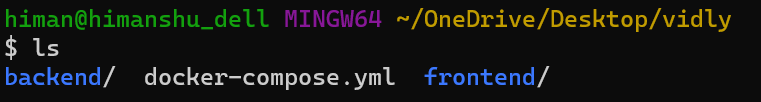 himan@himanshu_dell MINGW64 ~/OneDrive/Desktop/vidly
$ ls
backend/  docker-compose.yml  frontend/